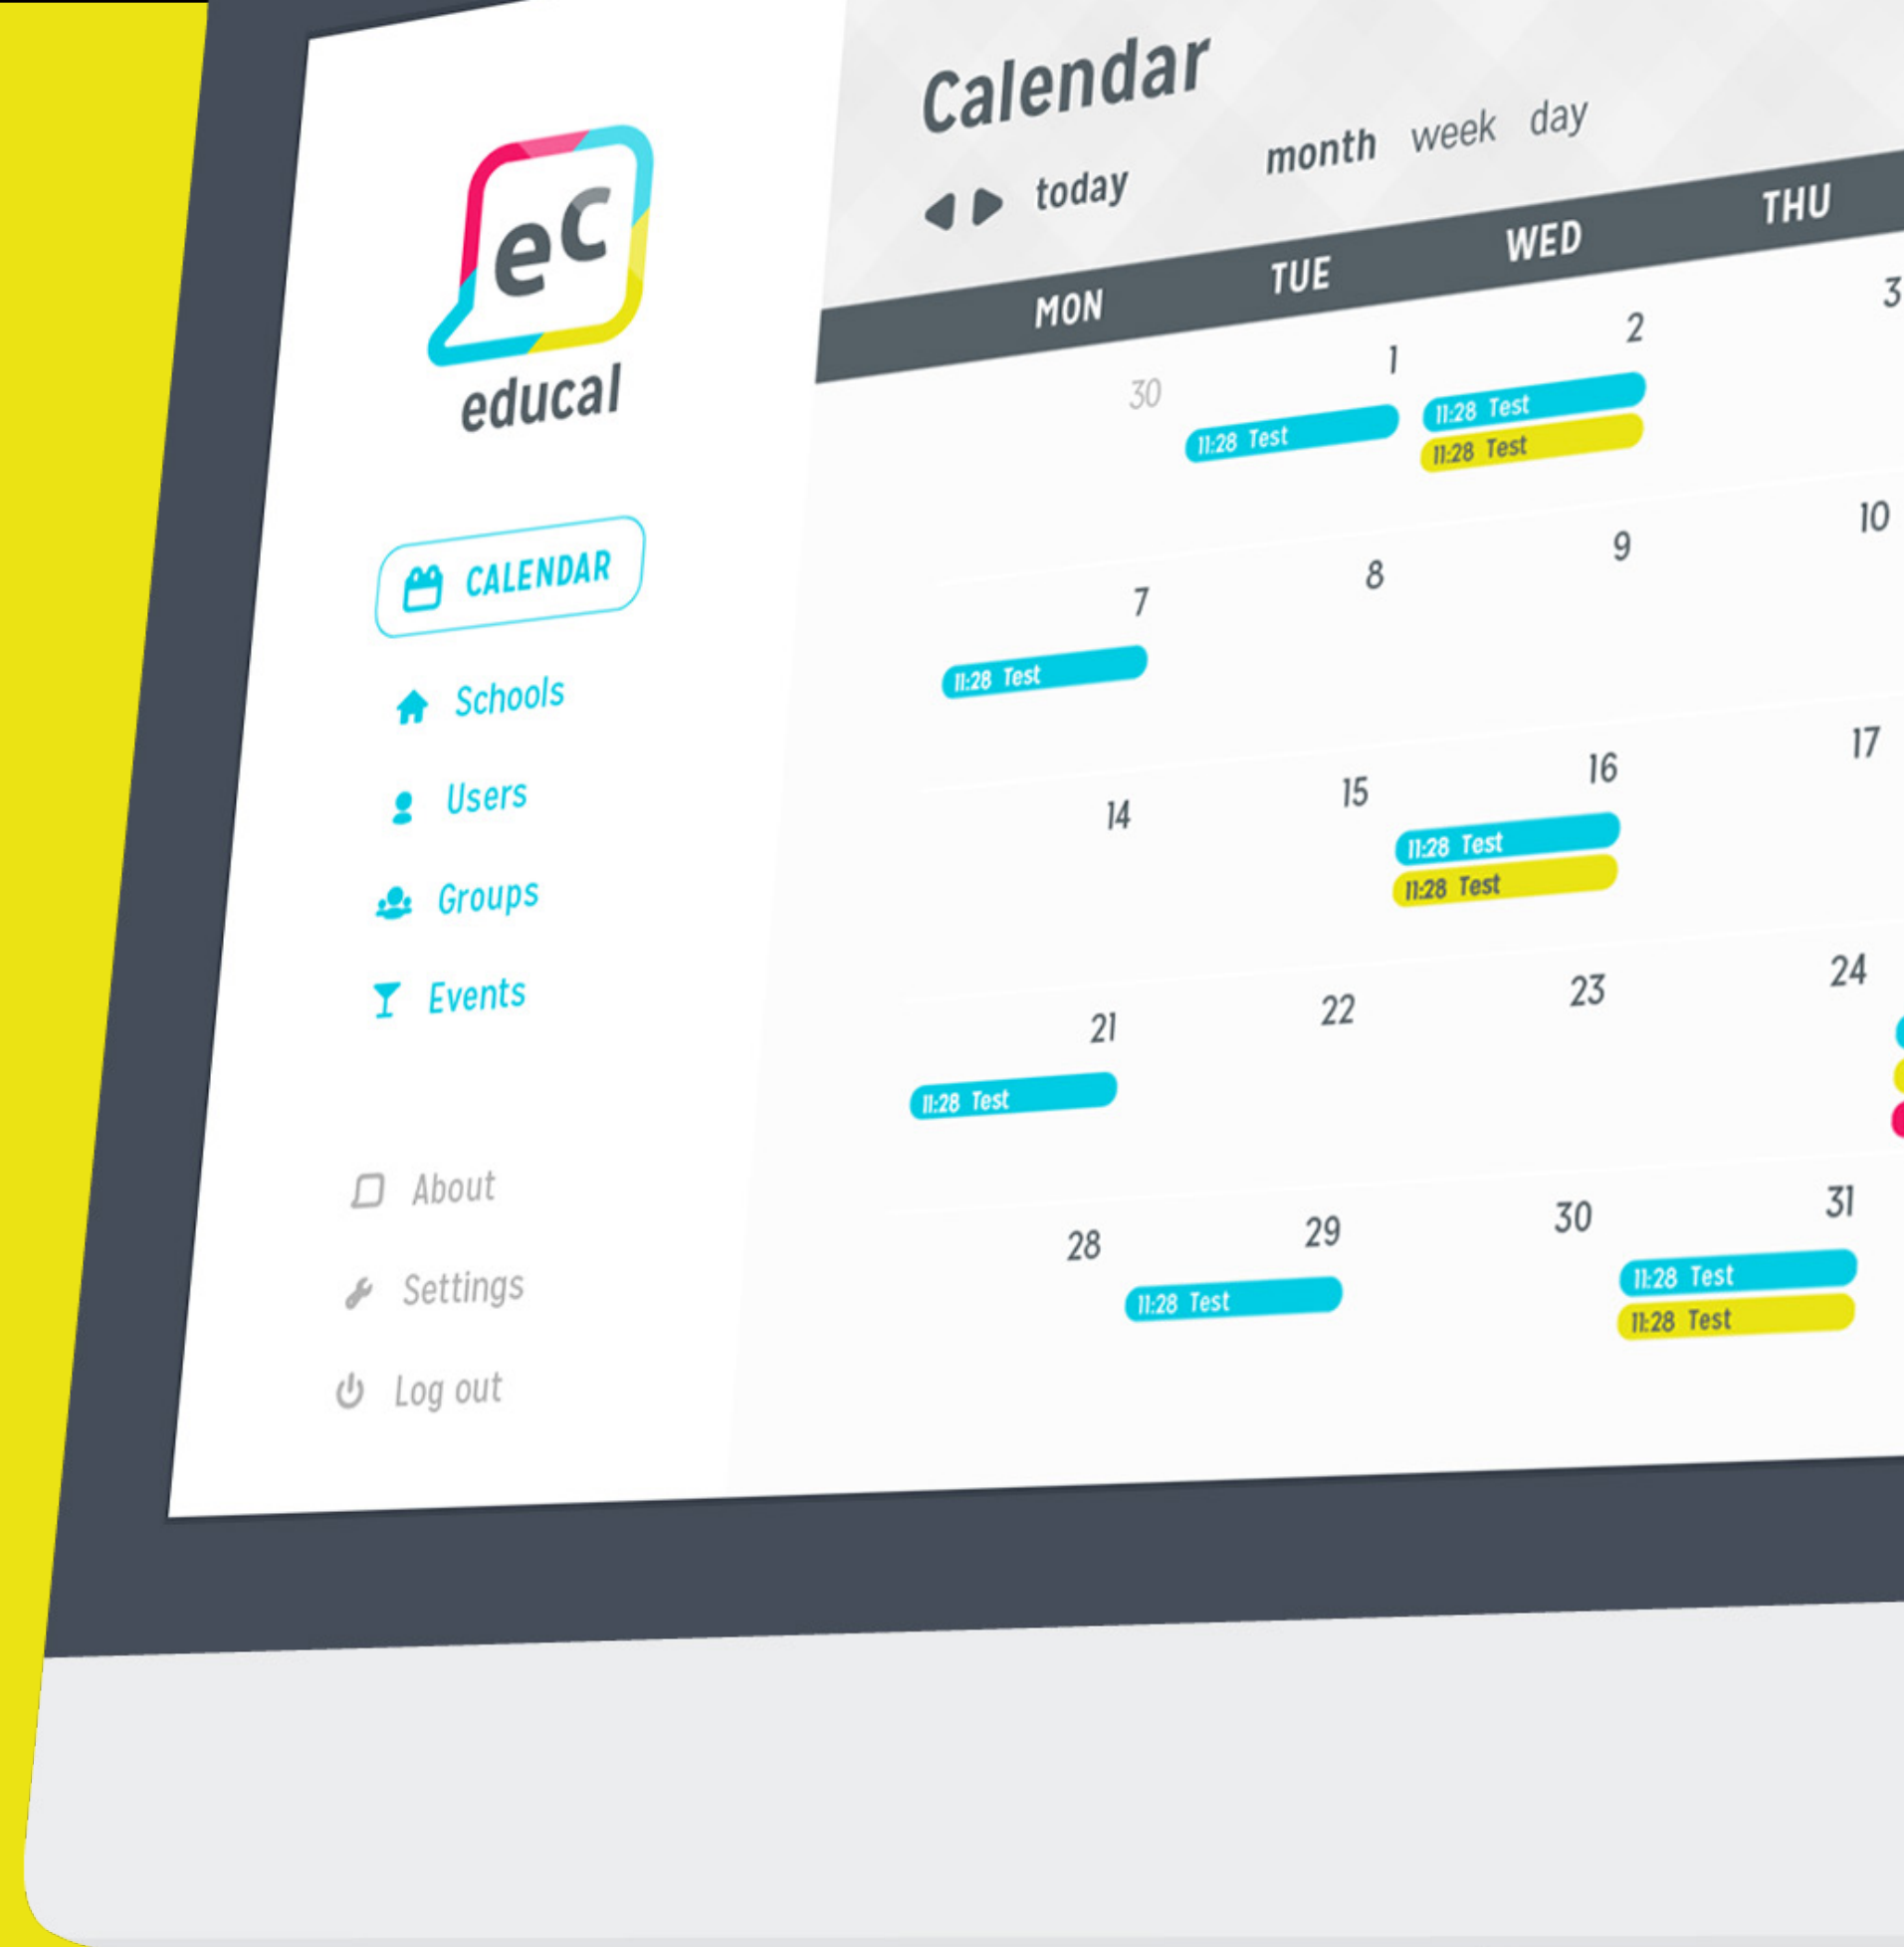 ec
educal
CALENDAR
Schools
Users
Groups
Events
About
Settings
Log out
Calendar
today month week day
MON TUE WED THU
30 1 2 3
11:28 Test 11:28 Test
11:28 Test
7 8 9 10
11:28 Test
14 15 16 17
11:28 Test
11:28 Test
21 22 23 24
11:28 Test
28 29 30 31
11:28 Test 11:28 Test
11:28 Test